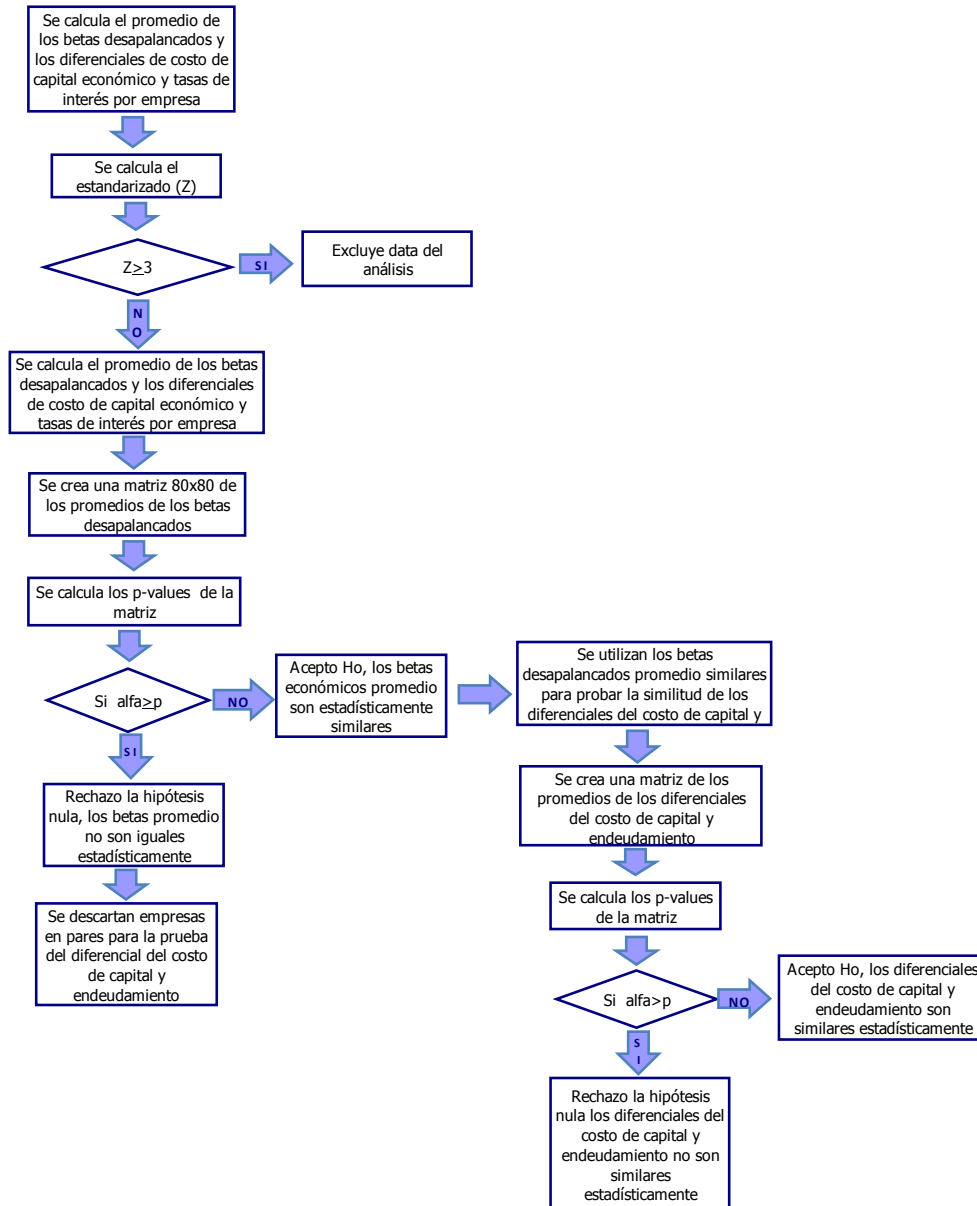 Se calcula el promedio de
los betas desapalancados y
los diferenciales de costo de
capital económico y tasas de
interés por empresa
Se calcula el
estandarizado (Z)
Z>3
SI
Excluye data del
análisis
N
O
Se calcula el promedio de los betas
desapalancados y los diferenciales
de costo de capital económico y
tasas de interés por empresa
Se crea una matriz 80x80 de
los promedios de los betas
desapalancados
Se calcula los p-values de la
matriz
Si alfa>p
NO
Acepto Ho, los betas
económicos promedio
son estadísticamente
similares
SI
Rechazo la hipótesis
nula, los betas promedio
no son iguales
estadísticamente
Se descartan empresas
en pares para la prueba
del diferencial del costo
de capital y
endeudamiento
Se utilizan los betas
desapalancados promedio similares
para probar la similitud de los
diferenciales del costo de capital y
Se crea una matriz de los
promedios de los diferenciales
del costo de capital y
endeudamiento
Se calcula los p-values
de la matriz
Si alfa>p
NO
Acepto Ho, los diferenciales
del costo de capital y
endeudamiento son
similares estadísticamente
S
I
Rechazo la hipótesis
nula los diferenciales del
costo de capital y
endeudamiento no son
similares
estadísticamente